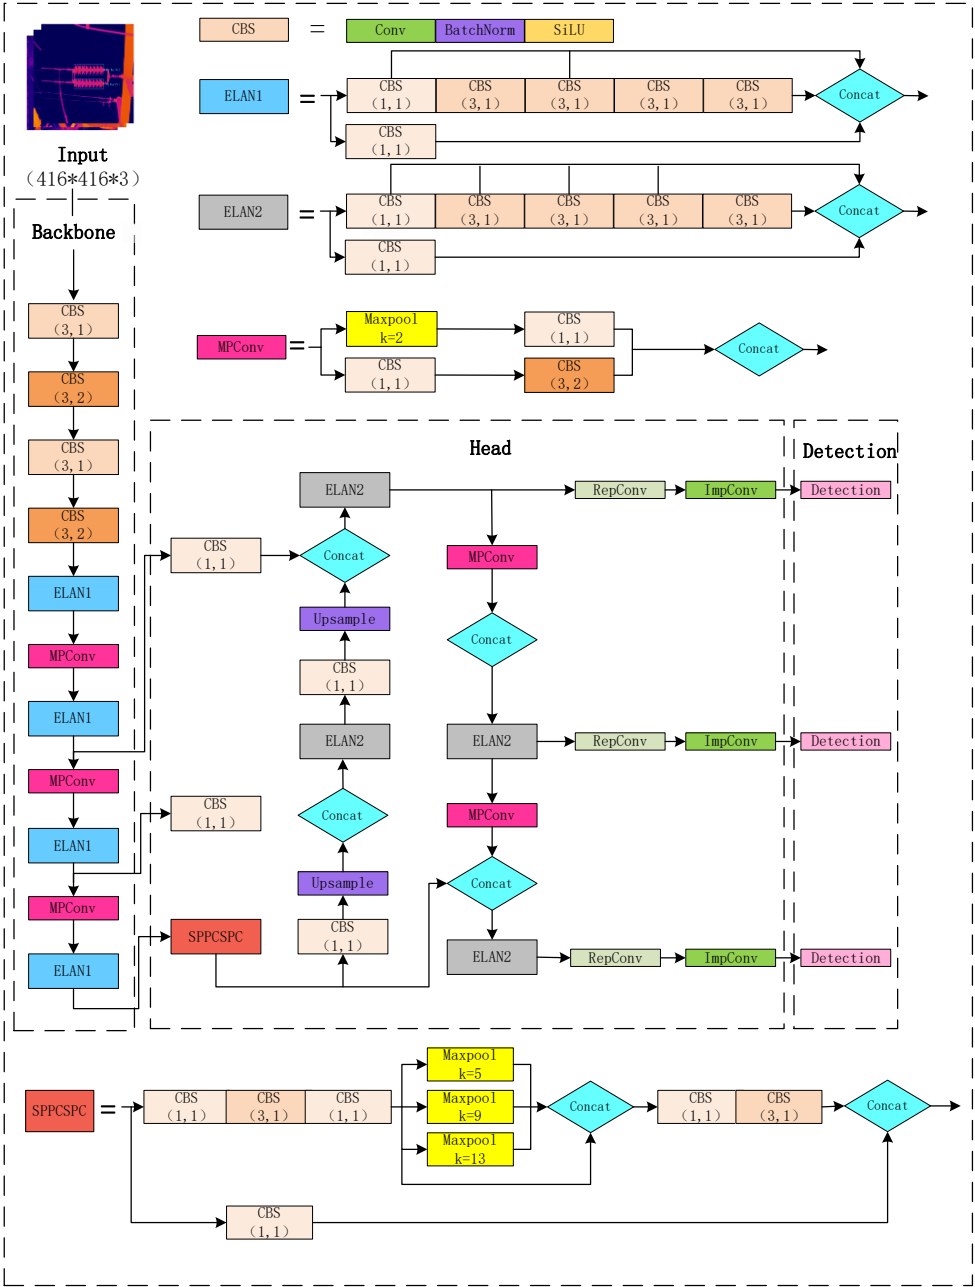 CBS = Conv BatchNorm SiLU
ELAN1 =
CBS CBS CBS CBS CBS
(1,1) (3,1) (3,1) (3,1) (3,1)
Concat
CBS
(1,1)
Input
(416*416*3)
ELAN2 =
CBS CBS CBS CBS CBS
(1,1) (3,1) (3,1) (3,1) (3,1)
Concat
CBS
(1,1)
MPConv =
Maxpool
k=2
CBS
(1,1)
CBS
(1,1)
CBS
(3,2)
Concat
Backbone
CBS
(3,1)
CBS
(3,2)
CBS
(3,1)
CBS
(3,2)
ELAN1
MPConv
ELAN1
MPConv
ELAN1
MPConv
ELAN1
Head
CBS
(1,1)
CBS
(1,1)
SPPCSPC
ELAN2
Concat
Upsample
CBS
(1,1)
ELAN2
Concat
Upsample
CBS
(1,1)
MPConv
Concat
ELAN2
MPConv
Concat
ELAN2
RepConv ImpConv
RepConv ImpConv
RepConv ImpConv
Detection
Detection
Detection
Detection
SPPCSPC =
CBS CBS CBS
(1,1) (3,1) (1,1)
Maxpool
k=5
Maxpool
k=9
Maxpool
k=13
Concat
CBS CBS
(1,1) (3,1)
Concat
CBS
(1,1)